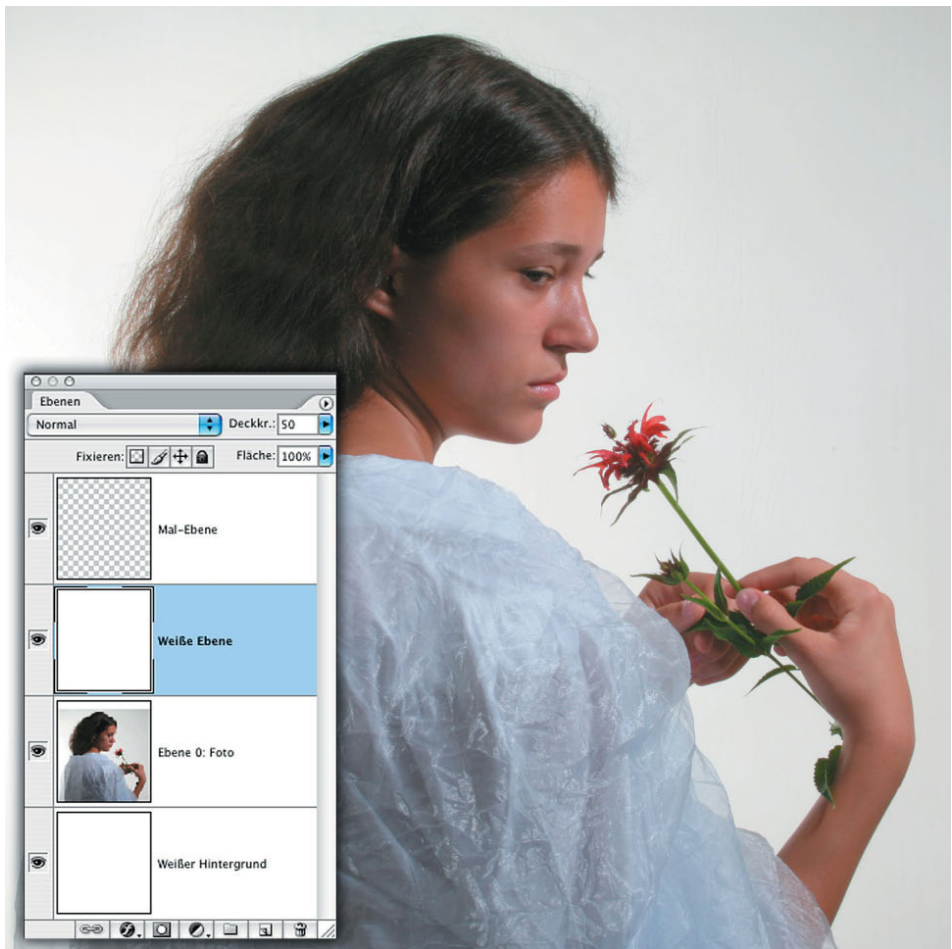 Ebenen
Normal Deckkr.: 50
Fixieren: Fläche: 100%
Mal-Ebene
Weiße Ebene
Ebene 0: Foto
Weißer Hintergrund